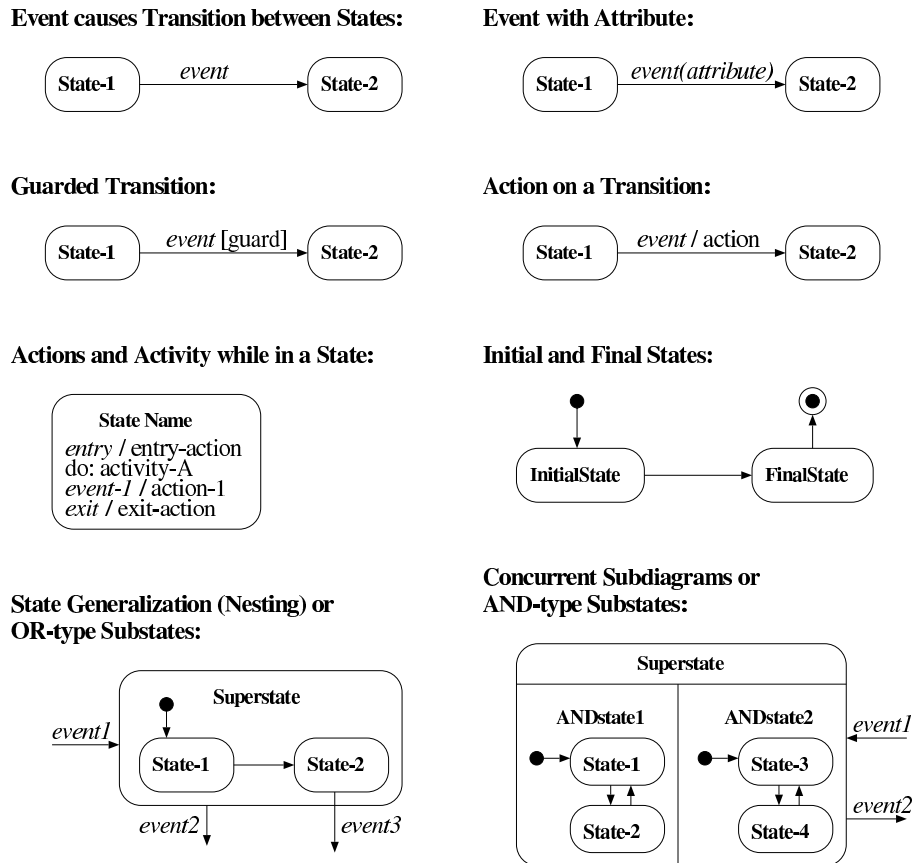 Event causes Transition between States:
State-1
event
State-2
Event with Attribute:
State-1
event(attribute)
State-2
Guarded Transition:
State-1
event [guard]
State-2
Action on a Transition:
State-1
event / action
State-2
Actions and Activity while in a State:
State Name
entry / entry-action
do: activity-A
event-1 / action-1
exit / exit-action
Initial and Final States:
InitialState
FinalState
State Generalization (Nesting) or
OR-type Substates:
Superstate
event1
State-1
State-2
event2
event3
Concurrent Subdiagrams or
AND-type Substates:
Superstate
ANDstate1
State-1
State-2
ANDstate2
State-3
State-4
event1
event2